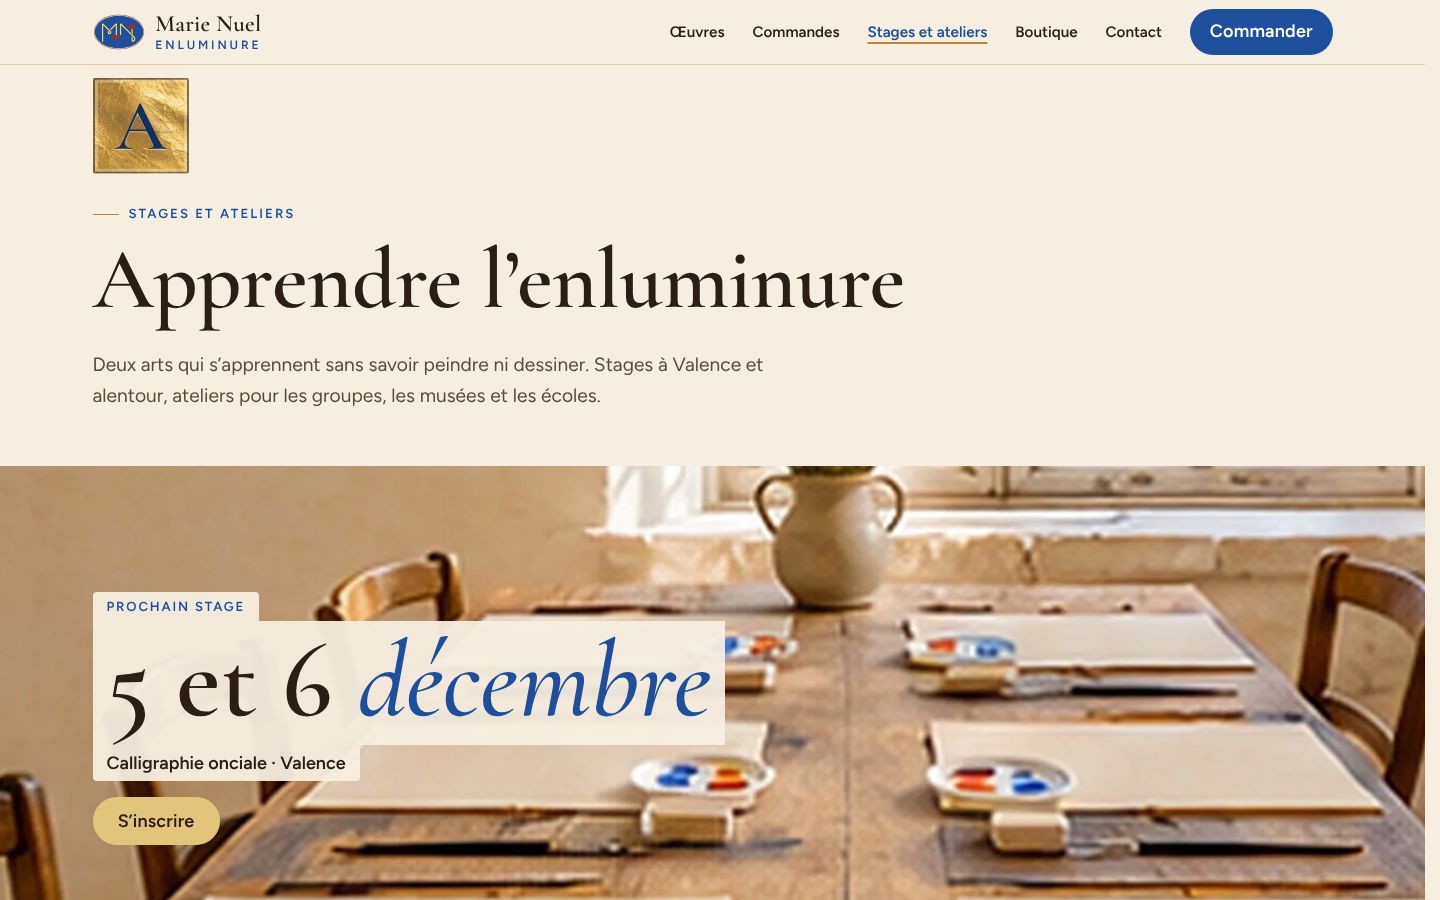 MN
Marie Nuel
ENLUMINURE
Œuvres
Commandes
Stages et ateliers
Boutique
Contact
Commander
A
STAGES ET ATELIERS
Apprendre l’enluminure
Deux arts qui s’apprennent sans savoir peindre ni dessiner. Stages à Valence et
alentour, ateliers pour les groupes, les musées et les écoles.
PROCHAIN STAGE
5 et 6 décembre
Calligraphie onciale · Valence
S’inscrire